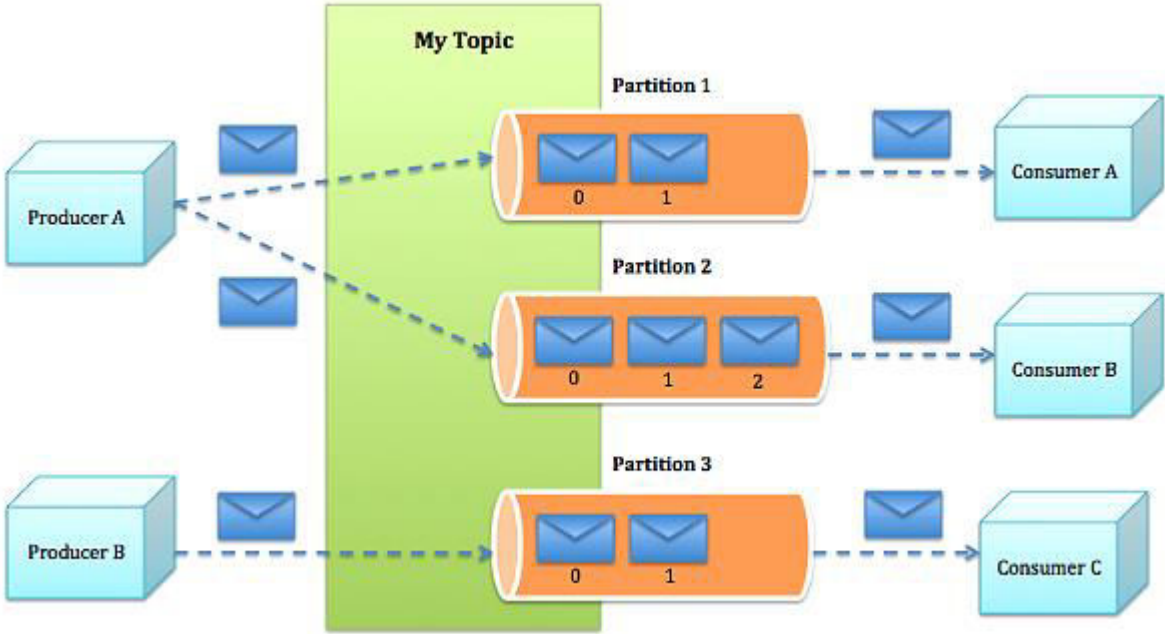 My Topic
Partition 1
0 1
Producer A
Consumer A
Partition 2
0 1 2
Consumer B
Partition 3
0 1
Producer B
Consumer C